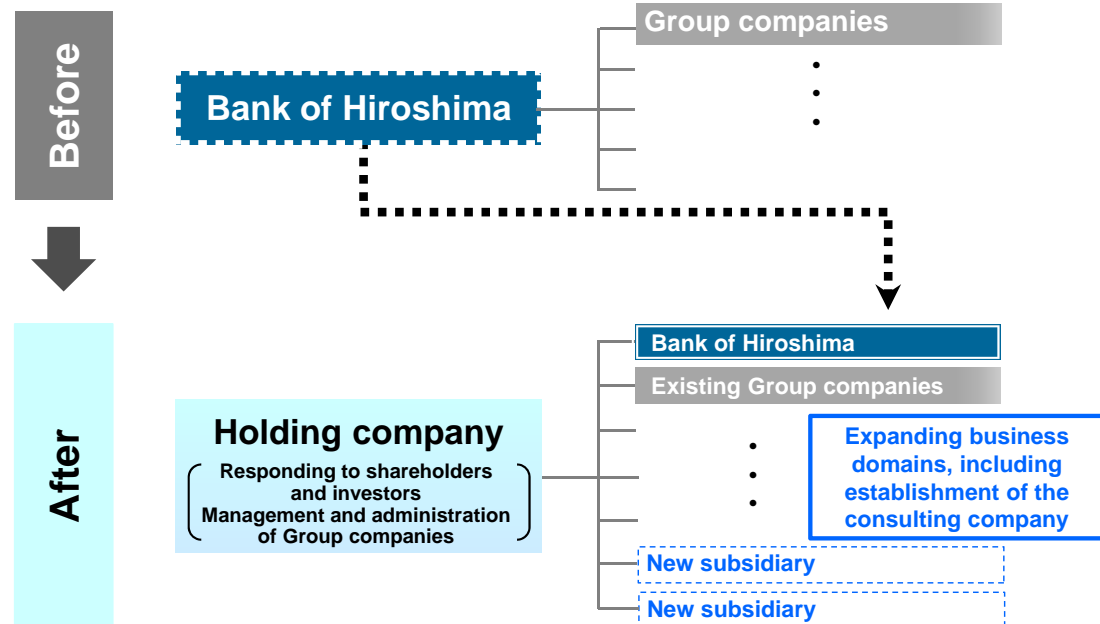 Before
Group companies
Bank of Hiroshima
After
Bank of Hiroshima
Existing Group companies
Holding company
Responding to shareholders
and investors
Management and administration
of Group companies
Expanding business
domains, including
establishment of the
consulting company
New subsidiary
New subsidiary